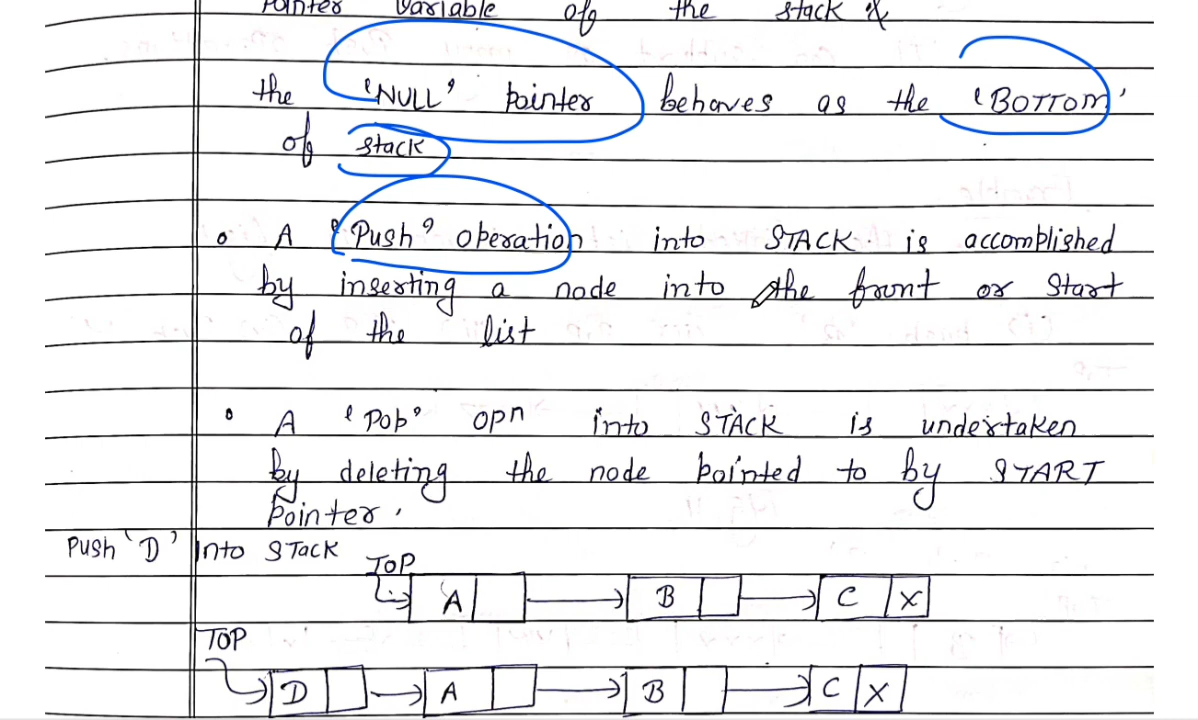 Pointer variable of the stack &
the 'NULL' pointer behaves as the 'BOTTOM'
of stack
• A 'Push' operation into STACK is accomplished
by inserting a node into the front or Start
of the list
• A 'Pop' opn into STACK is undertaken
by deleting the node pointed to by START
Pointer.
Push 'D' into STACK
TOP
A B C X
TOP
D A B C X